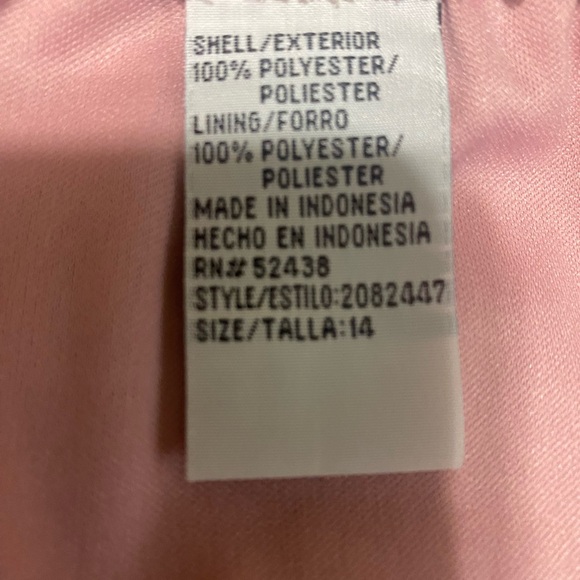 SHELL/EXTERIOR
100% POLYESTER/
POLIESTER
LINING/FORRO
100% POLYESTER/
POLIESTER
MADE IN INDONESIA
HECHO EN INDONESIA
RN# 52438
STYLE/ESTILO:2082447
SIZE/TALLA:14